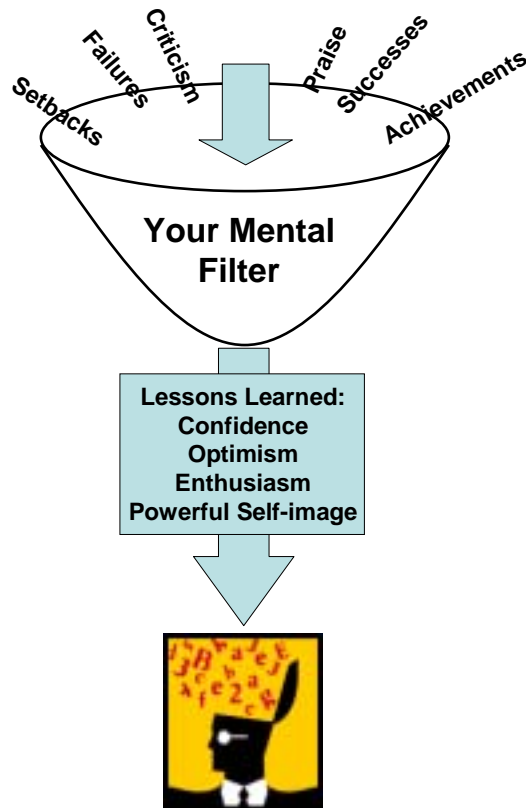 Setbacks
Failures
Criticism
Praise
Successes
Achievements
Your Mental
Filter
Lessons Learned:
Confidence
Optimism
Enthusiasm
Powerful Self-image